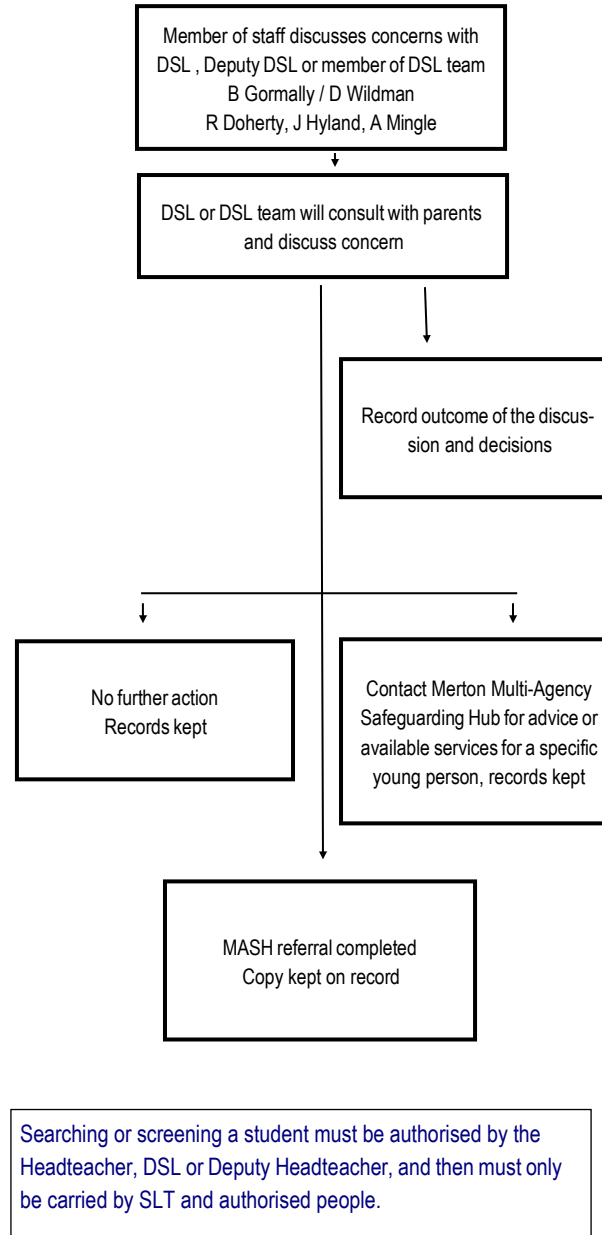 Member of staff discusses concerns with
DSL , Deputy DSL or member of DSL team
B Gormally / D Wildman
R Doherty, J Hyland, A Mingle
DSL or DSL team will consult with parents
and discuss concern
Record outcome of the discus-
sion and decisions
No further action
Records kept
Contact Merton Multi-Agency
Safeguarding Hub for advice or
available services for a specific
young person, records kept
MASH referral completed
Copy kept on record
Searching or screening a student must be authorised by the
Headteacher, DSL or Deputy Headteacher, and then must only
be carried by SLT and authorised people.